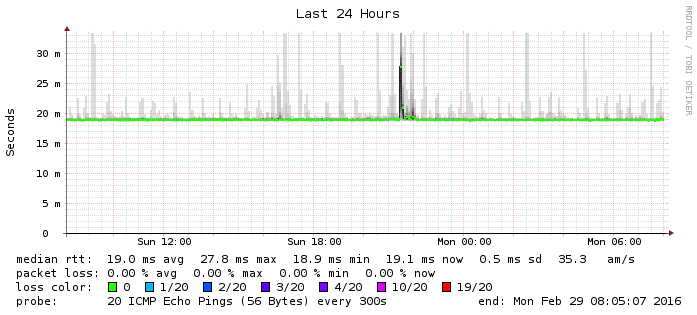 Last 24 Hours
RRDTOOL / TOBI OETIKER
Seconds
30 m
25 m
20 m
15 m
10 m
5 m
0
Sun 12:00 Sun 18:00 Mon 00:00 Mon 06:00
median rtt: 19.0 ms avg 27.8 ms max 18.9 ms min 19.1 ms now 0.5 ms sd 35.3 am/s
packet loss: 0.00 % avg 0.00 % max 0.00 % min 0.00 % now
loss color: 0 1/20 2/20 3/20 4/20 10/20 19/20
probe: 20 ICMP Echo Pings (56 Bytes) every 300s end: Mon Feb 29 08:05:07 2016